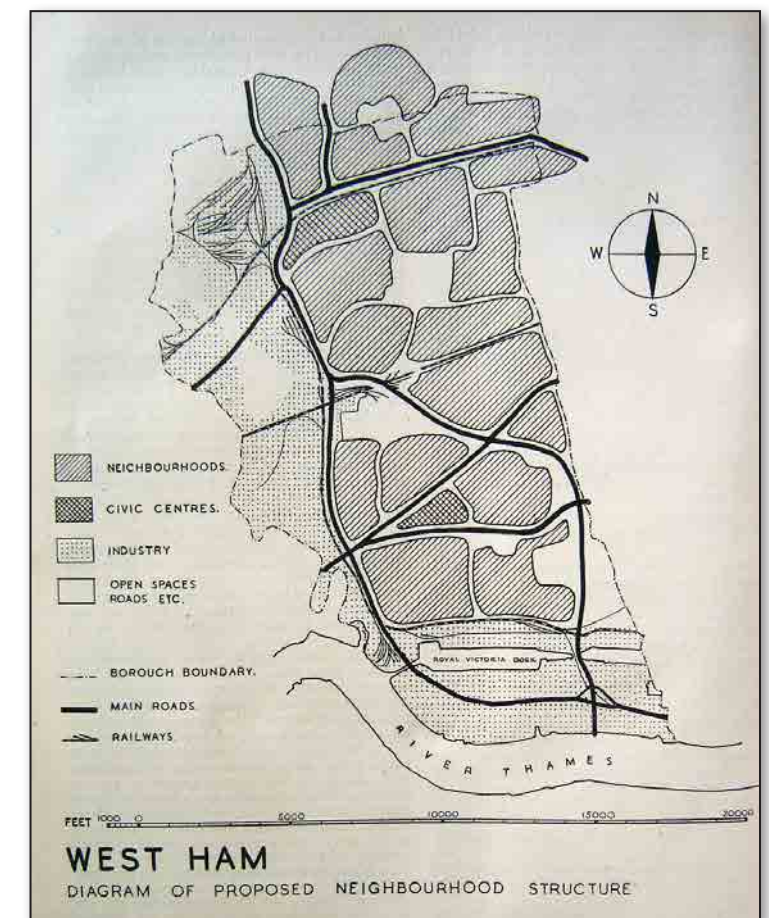 N
W E
S
NEIGHBOURHOODS.
CIVIC CENTRES.
INDUSTRY
OPEN SPACES
ROADS ETC.
BOROUGH BOUNDARY.
MAIN ROADS.
RAILWAYS
ROYAL VICTORIA DOCK.
RIVER THAMES
FEET 1000 0 5000 10000 15000 20000
WEST HAM
DIAGRAM OF PROPOSED NEIGHBOURHOOD STRUCTURE